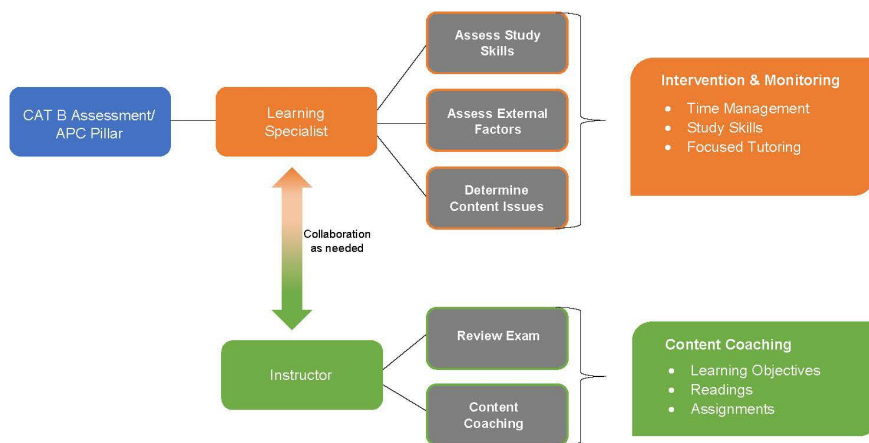 Assess Study
Skills
CAT B Assessment/
APC Pillar
Learning
Specialist
Assess External
Factors
Determine
Content Issues
Intervention & Monitoring
• Time Management
• Study Skills
• Focused Tutoring
Collaboration
as needed
Instructor
Review Exam
Content
Coaching
Content Coaching
• Learning Objectives
• Readings
• Assignments